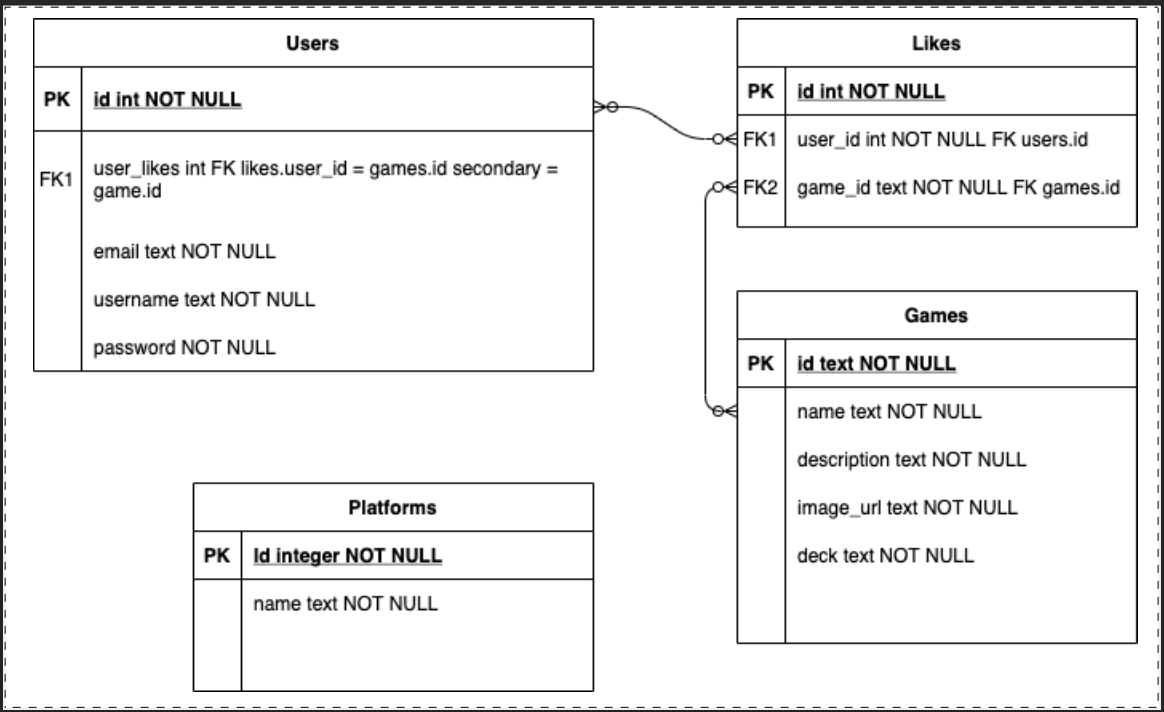 Users
PK id int NOT NULL
FK1 user_likes int FK likes.user_id = games.id secondary =
game.id
email text NOT NULL
username text NOT NULL
password NOT NULL
Likes
PK id int NOT NULL
FK1 user_id int NOT NULL FK users.id
FK2 game_id text NOT NULL FK games.id
Games
PK id text NOT NULL
name text NOT NULL
description text NOT NULL
image_url text NOT NULL
deck text NOT NULL
Platforms
PK Id integer NOT NULL
name text NOT NULL